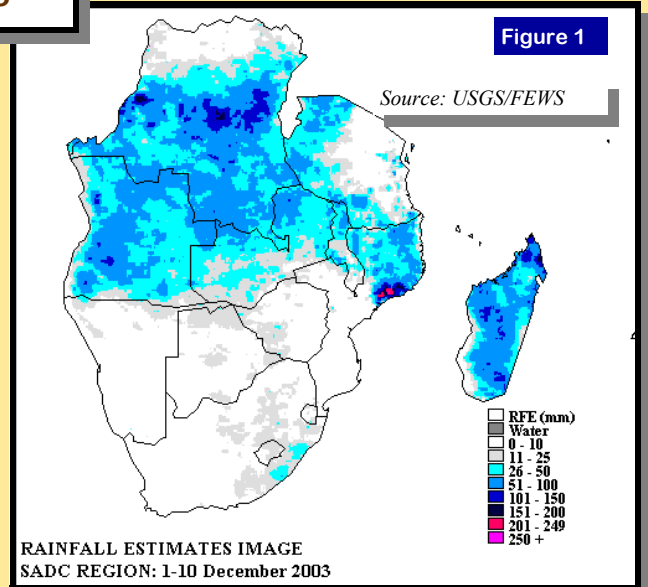 Figure 1
Source: USGS/FEWS
RFE (mm)
Water
0 - 10
11 - 25
26 - 50
51 - 100
101 - 150
151 - 200
201 - 249
250 +
RAINFALL ESTIMATES IMAGE
SADC REGION: 1-10 December 2003